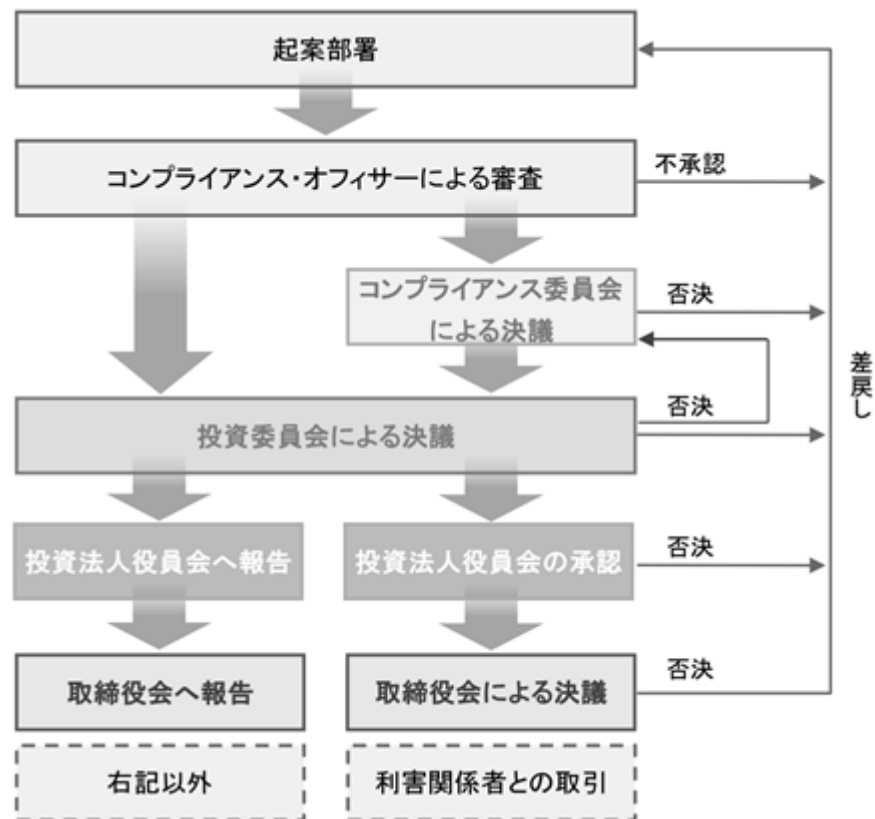 起案部署
コンプライアンス・オフィサーによる審査
不承認
コンプライアンス委員会
による決議
否決
差戻し
投資委員会による決議
否決
投資法人役員会へ報告
投資法人役員会の承認
否決
取締役会へ報告
取締役会による決議
否決
右記以外
利害関係者との取引